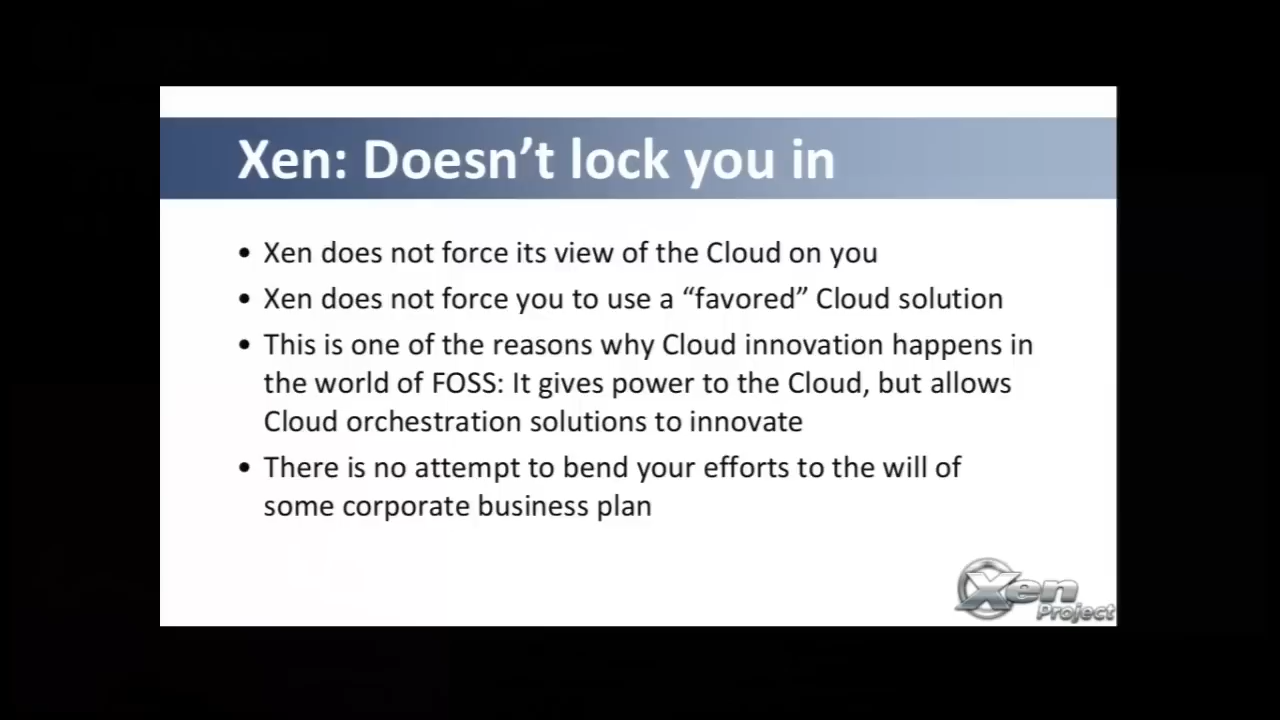 Xen: Doesn’t lock you in
• Xen does not force its view of the Cloud on you
• Xen does not force you to use a “favored” Cloud solution
• This is one of the reasons why Cloud innovation happens in
the world of FOSS: It gives power to the Cloud, but allows
Cloud orchestration solutions to innovate
• There is no attempt to bend your efforts to the will of
some corporate business plan
Xen
Project